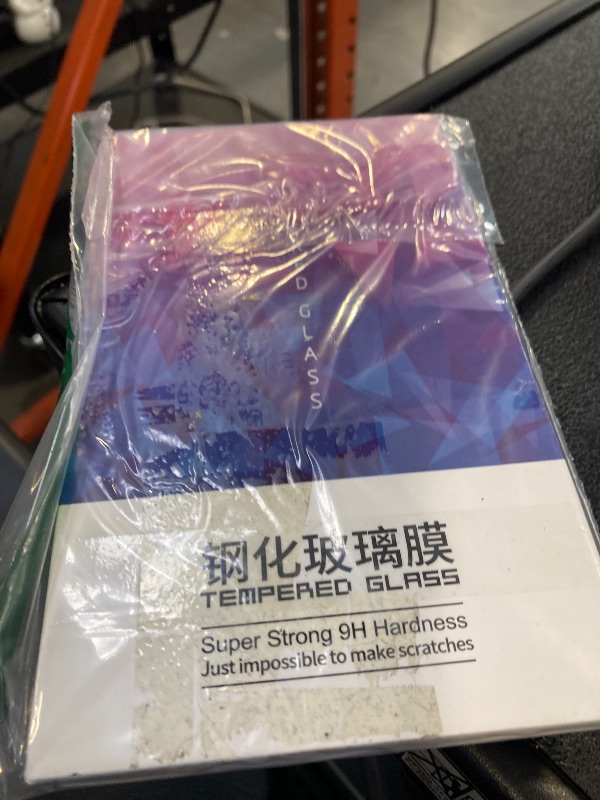 D GLASS
钢化玻璃膜
TEMPERED GLASS
Super Strong 9H Hardness
Just impossible to make scratches